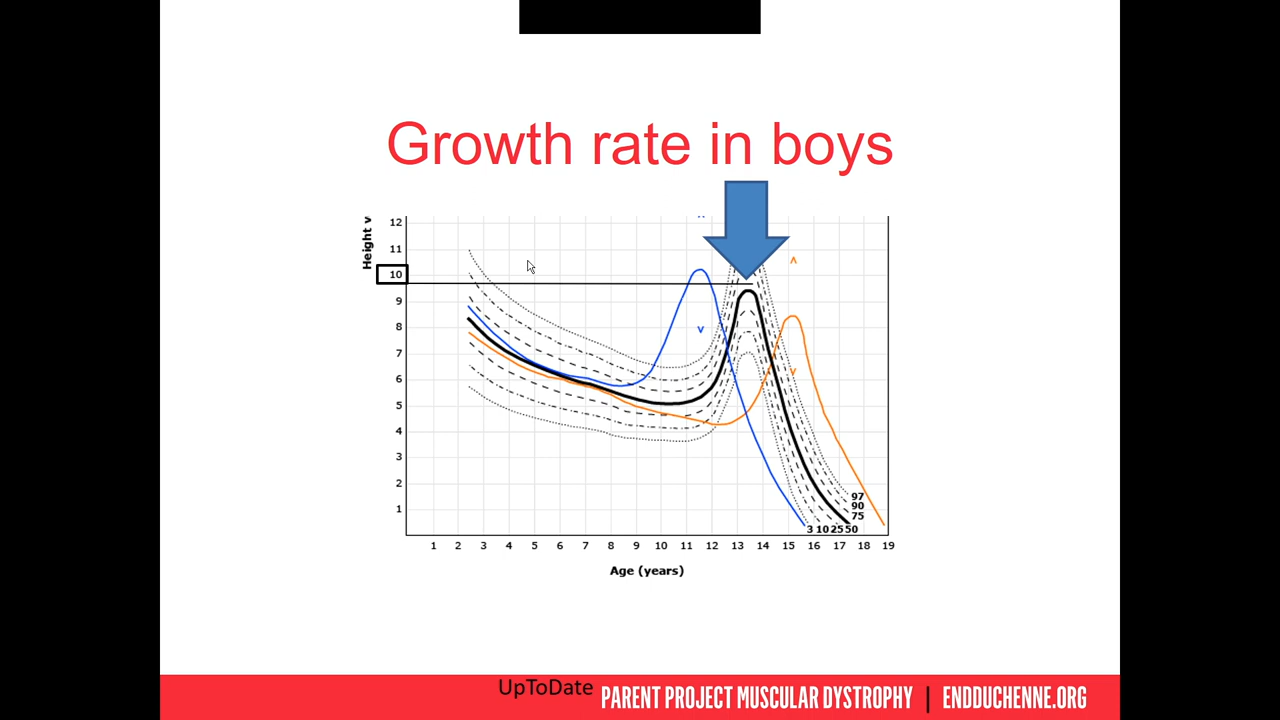 Growth rate in boys
Height v
12
11
10
9
8
7
6
5
4
3
2
1
97
90
75
3 10 25 50
1 2 3 4 5 6 7 8 9 10 11 12 13 14 15 16 17 18 19
Age (years)
UpToDate
PARENT PROJECT MUSCULAR DYSTROPHY | ENDDUCHENNE.ORG